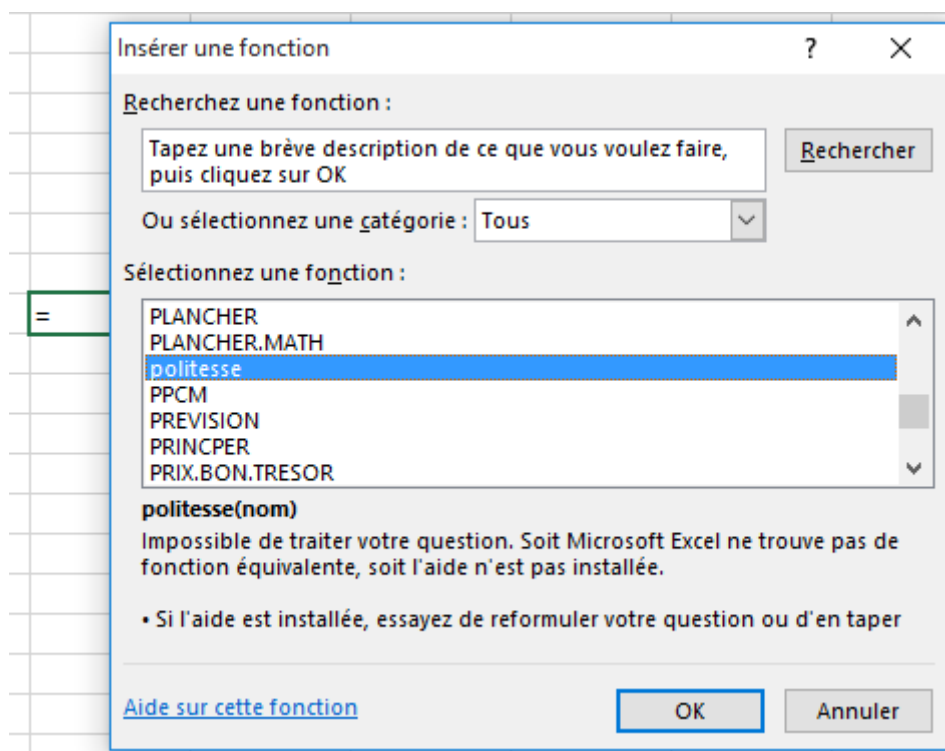 Insérer une fonction ?
Recherchez une fonction :
Tapez une brève description de ce que vous voulez faire,
puis cliquez sur OK
Rechercher
Ou sélectionnez une catégorie : Tous
Sélectionnez une fonction :
=
PLANCHER
PLANCHER.MATH
politesse
PPCM
PREVISION
PRINCPER
PRIX.BON.TRESOR
politesse(nom)
Impossible de traiter votre question. Soit Microsoft Excel ne trouve pas de
fonction équivalente, soit l'aide n'est pas installée.
• Si l'aide est installée, essayez de reformuler votre question ou d'en taper
Aide sur cette fonction
OK
Annuler